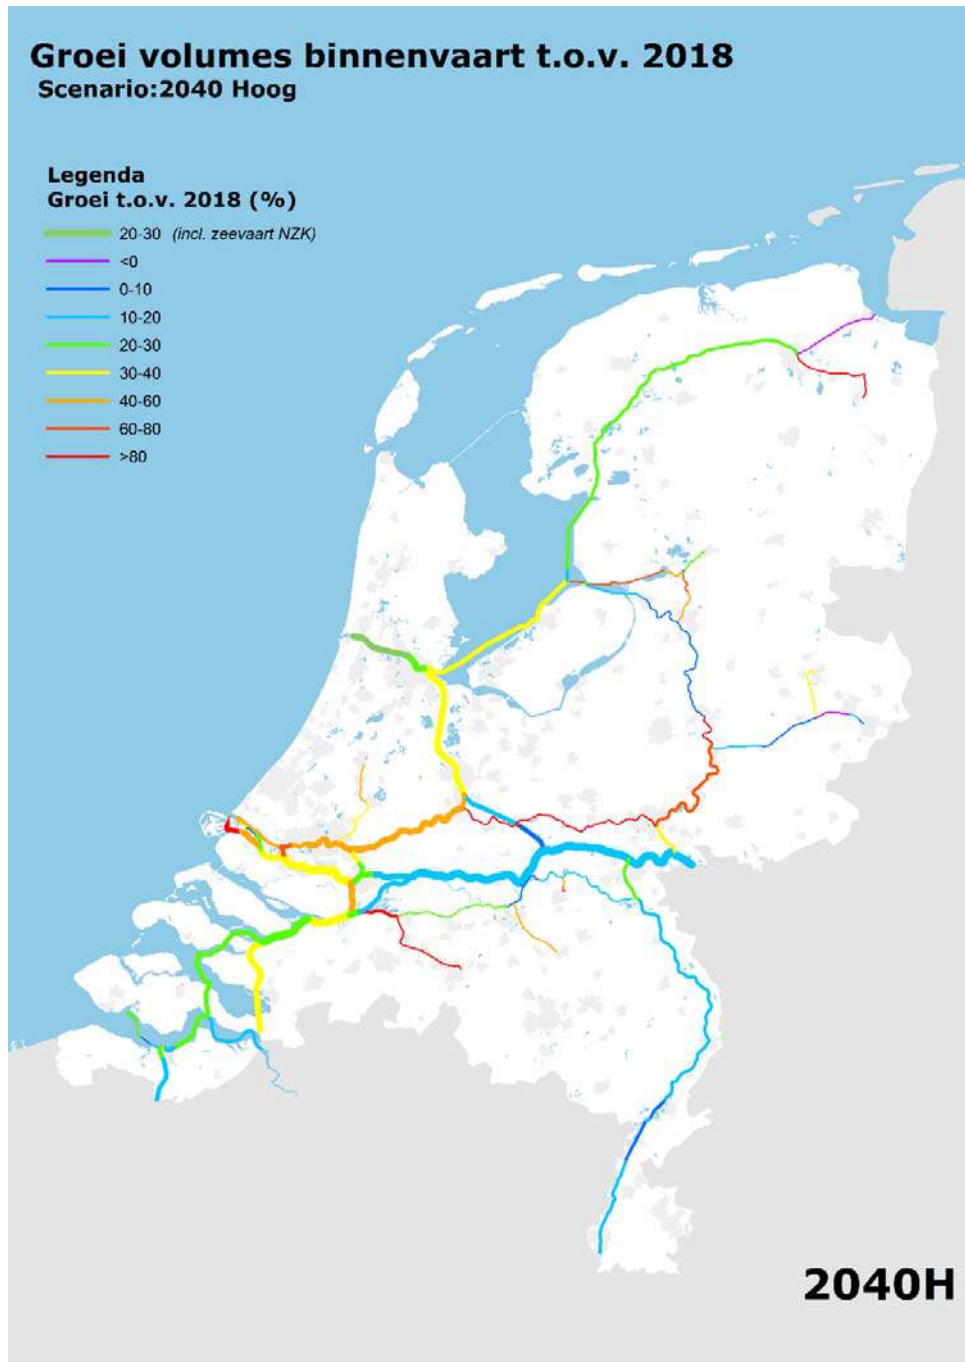 Groei volumes binnenvaart t.o.v. 2018
Scenario:2040 Hoog
Legenda
Groei t.o.v. 2018 (%)
20-30 (incl. zeevaart NZK)
<0
0-10
10-20
20-30
30-40
40-60
60-80
>80
2040H